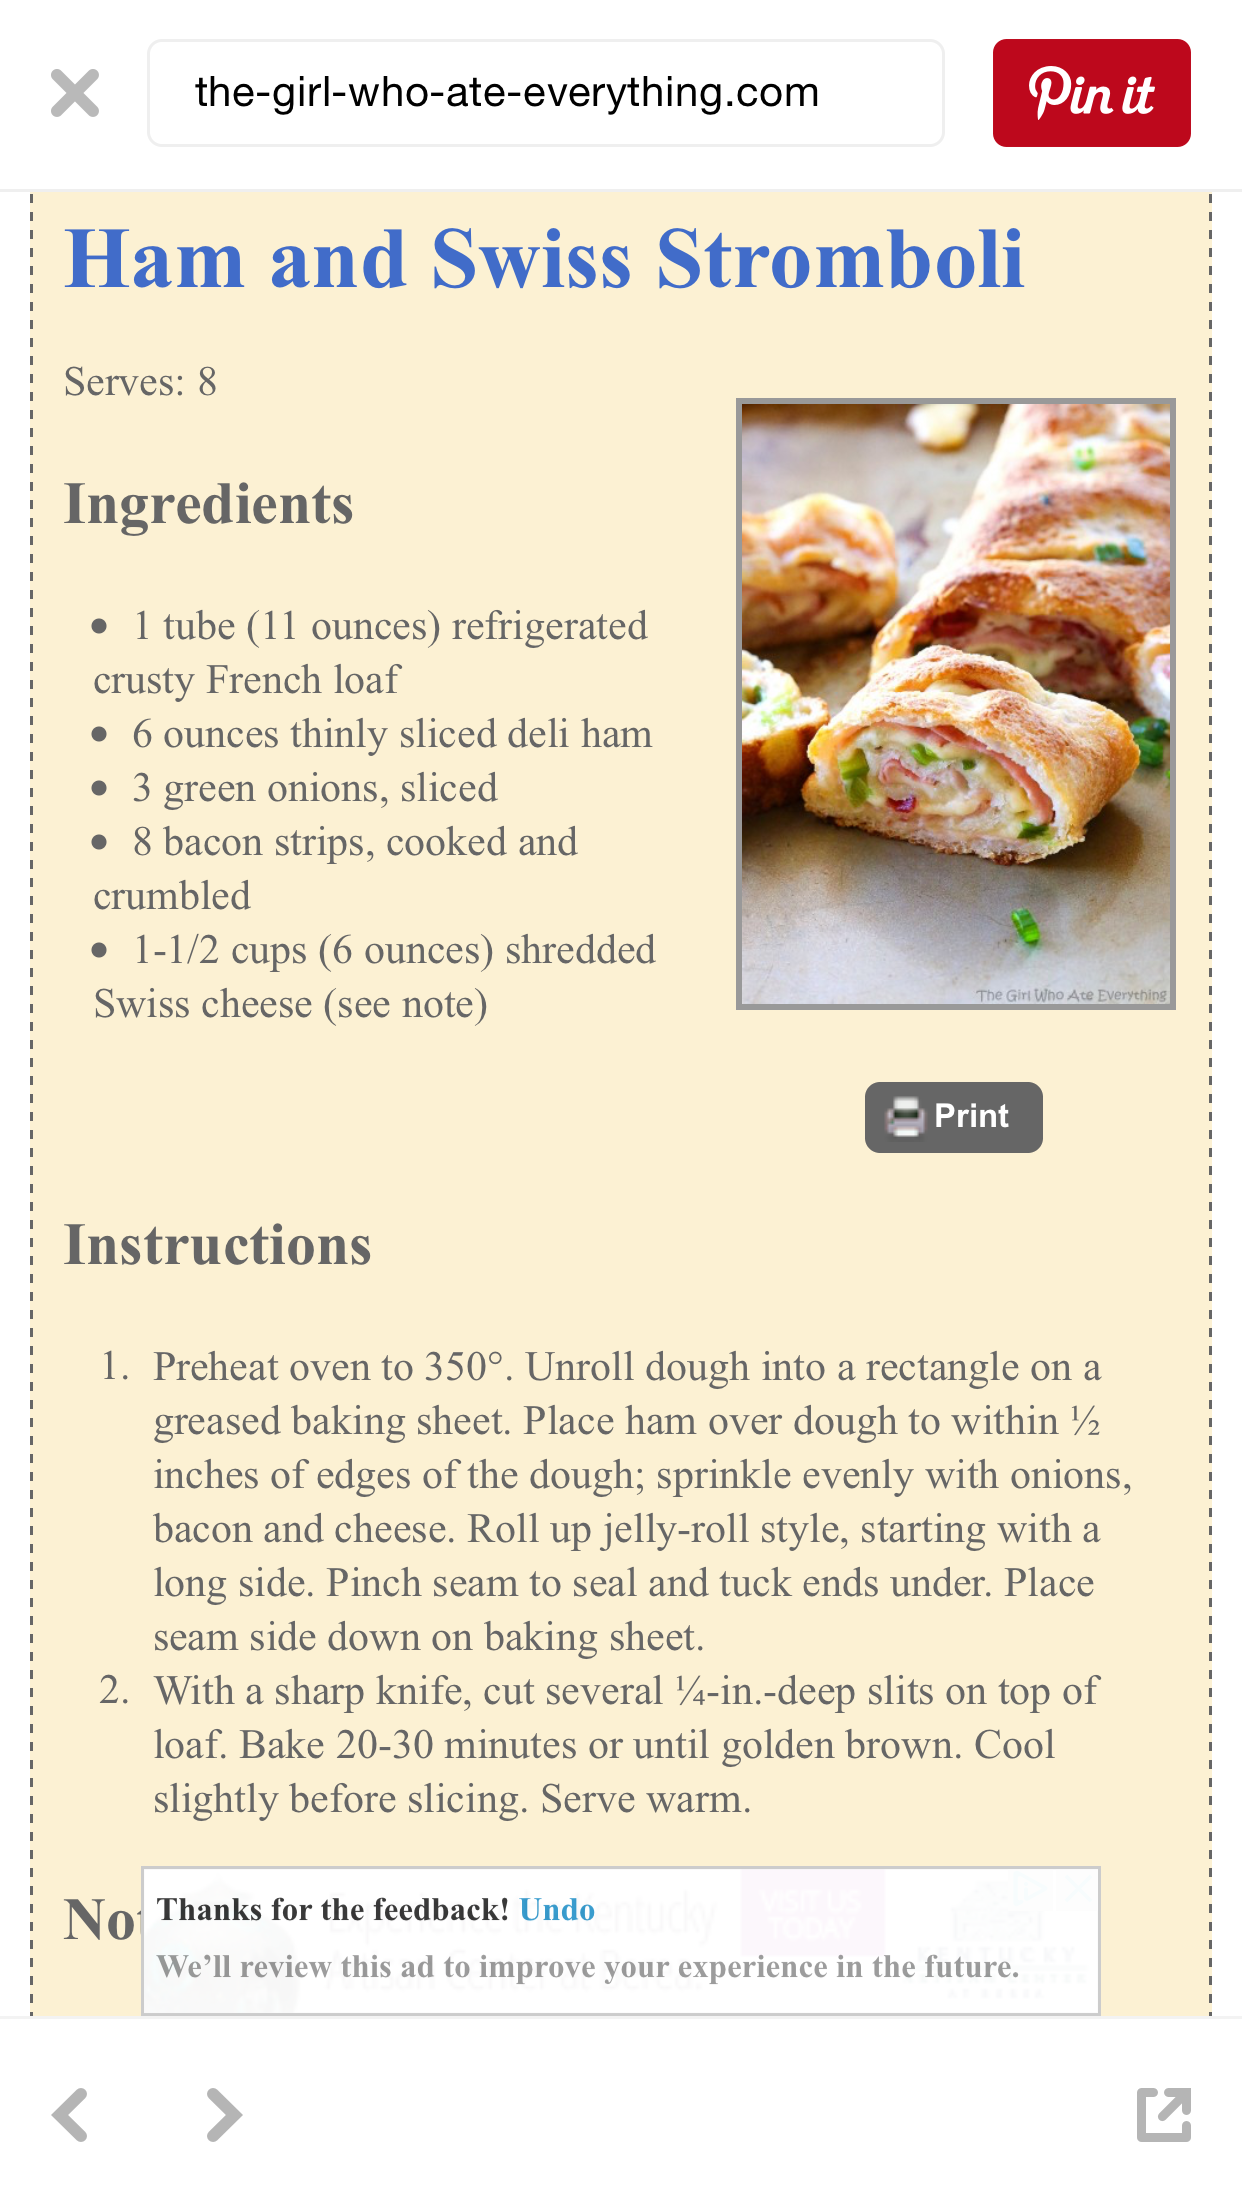 the-girl-who-ate-everything.com
Pin it
Ham and Swiss Stromboli
Serves: 8
Ingredients
• 1 tube (11 ounces) refrigerated
crusty French loaf
• 6 ounces thinly sliced deli ham
• 3 green onions, sliced
• 8 bacon strips, cooked and
crumbled
• 1-1/2 cups (6 ounces) shredded
Swiss cheese (see note)
The Girl Who Ate Everything
Print
Instructions
1. Preheat oven to 350°. Unroll dough into a rectangle on a
greased baking sheet. Place ham over dough to within ½
inches of edges of the dough; sprinkle evenly with onions,
bacon and cheese. Roll up jelly-roll style, starting with a
long side. Pinch seam to seal and tuck ends under. Place
seam side down on baking sheet.
2. With a sharp knife, cut several ¼-in.-deep slits on top of
loaf. Bake 20-30 minutes or until golden brown. Cool
slightly before slicing. Serve warm.
Thanks for the feedback! Undo
We'll review this ad to improve your experience in the future.
VISIT US
TODAY